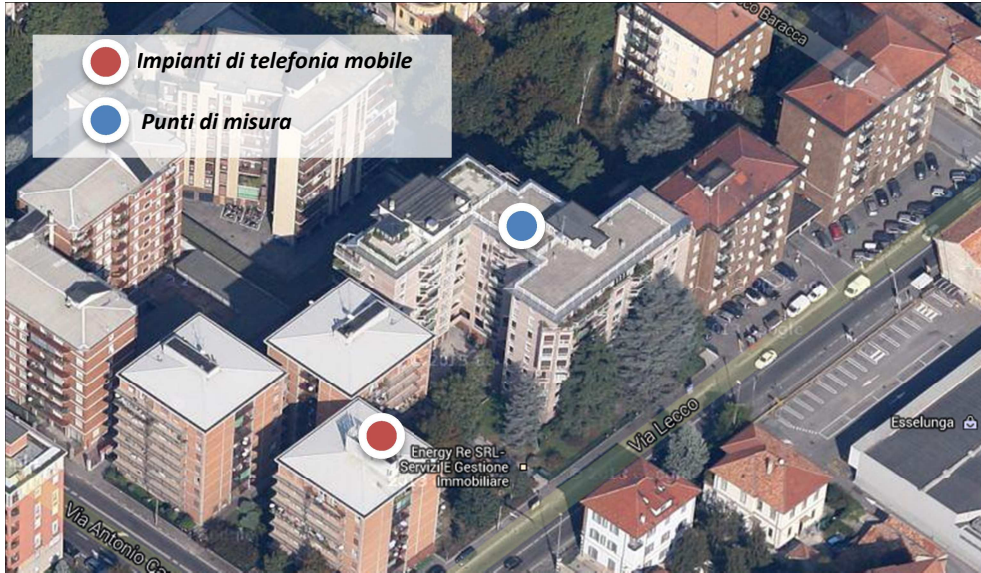 Baracca
Impianti di telefonia mobile
Punti di misura
Via Lecco
Esselunga
Energy Re SRL-
Servizi E Gestione
Immobiliare
Via Antonio